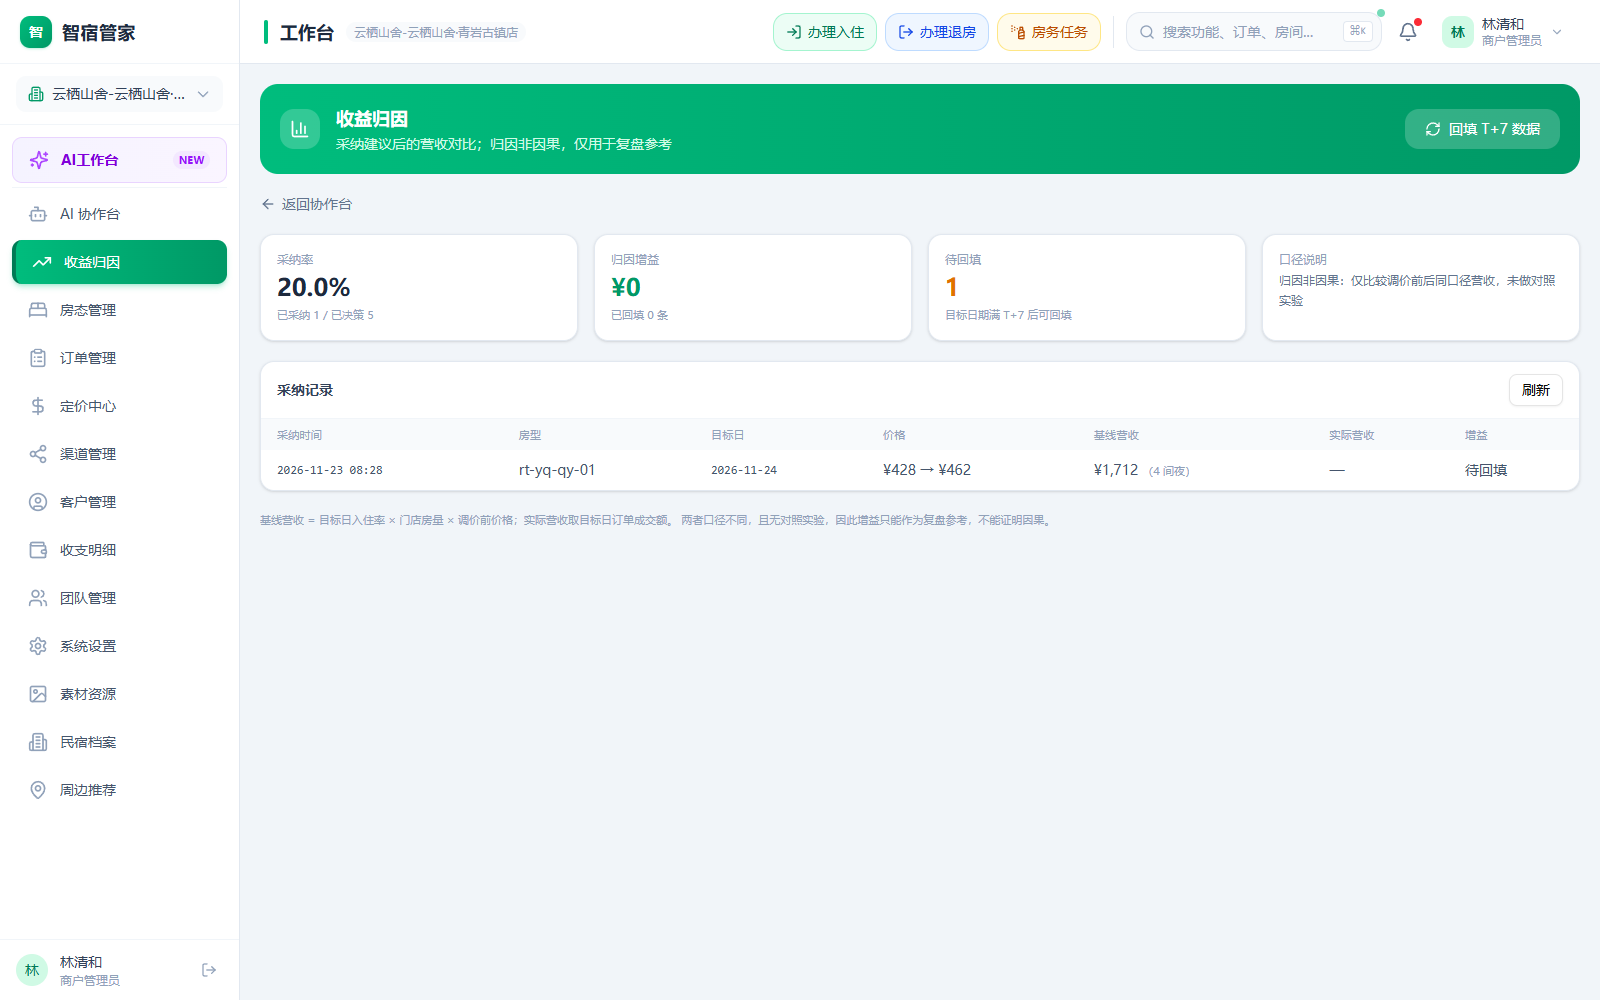 智 智宿管家
云栖山舍-云栖山舍·...
AI工作台 NEW
AI 协作台
收益归因
房态管理
订单管理
定价中心
渠道管理
客户管理
收支明细
团队管理
系统设置
素材资源
民宿档案
周边推荐
林 林清和
商户管理员
工作台 云栖山舍-云栖山舍·青岩古镇店
办理入住 办理退房 房务任务
搜索功能、订单、房间... ⌘K
林 林清和
商户管理员
收益归因
采纳建议后的营收对比；归因非因果，仅用于复盘参考
回填 T+7 数据
返回协作台
采纳率
20.0%
已采纳 1 / 已决策 5
归因增益
¥0
已回填 0 条
待回填
1
目标日期满 T+7 后可回填
口径说明
归因非因果：仅比较调价前后同口径营收，未做对照
实验
采纳记录 刷新
采纳时间 房型 目标日 价格 基线营收 实际营收 增益
2026-11-23 08:28 rt-yq-qy-01 2026-11-24 ¥428 → ¥462 ¥1,712 (4 间夜) — 待回填
基线营收 = 目标日入住率 × 门店房量 × 调价前价格；实际营收取目标日订单成交额。 两者口径不同，且无对照实验，因此增益只能作为复盘参考，不能证明因果。